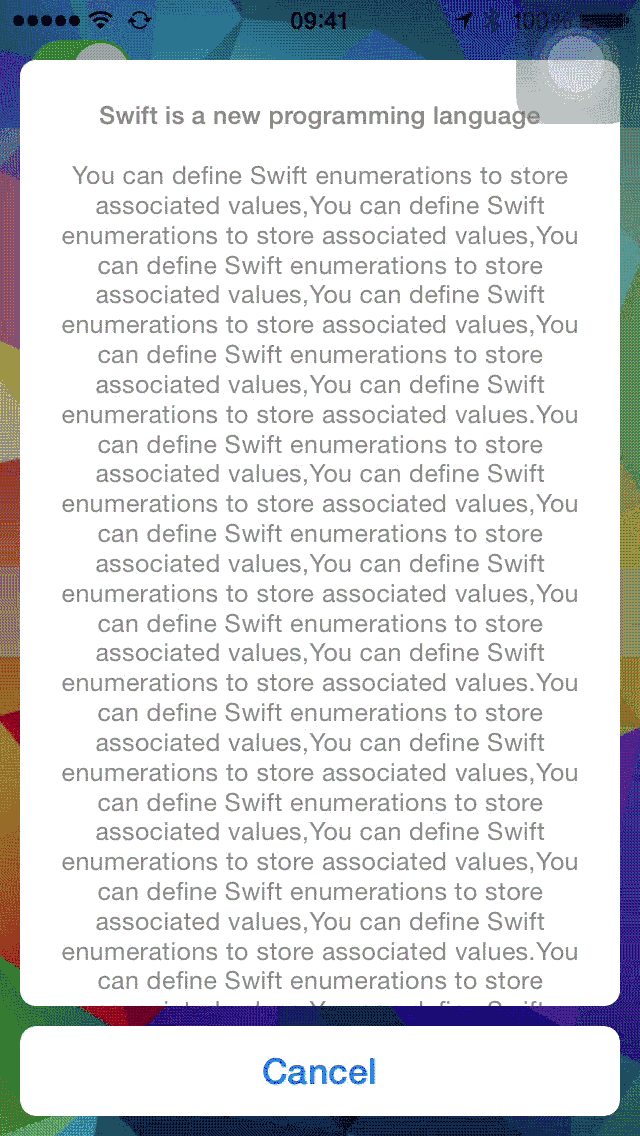 09:41 100%
Swift is a new programming language
You can define Swift enumerations to store
associated values,You can define Swift
enumerations to store associated values,You
can define Swift enumerations to store
associated values,You can define Swift
enumerations to store associated values,You
can define Swift enumerations to store
associated values,You can define Swift
enumerations to store associated values.You
can define Swift enumerations to store
associated values,You can define Swift
enumerations to store associated values,You
can define Swift enumerations to store
associated values,You can define Swift
enumerations to store associated values,You
can define Swift enumerations to store
associated values,You can define Swift
enumerations to store associated values.You
can define Swift enumerations to store
associated values,You can define Swift
enumerations to store associated values,You
can define Swift enumerations to store
associated values,You can define Swift
enumerations to store associated values,You
can define Swift enumerations to store
associated values,You can define Swift
enumerations to store associated values.You
can define Swift enumerations to store
Cancel